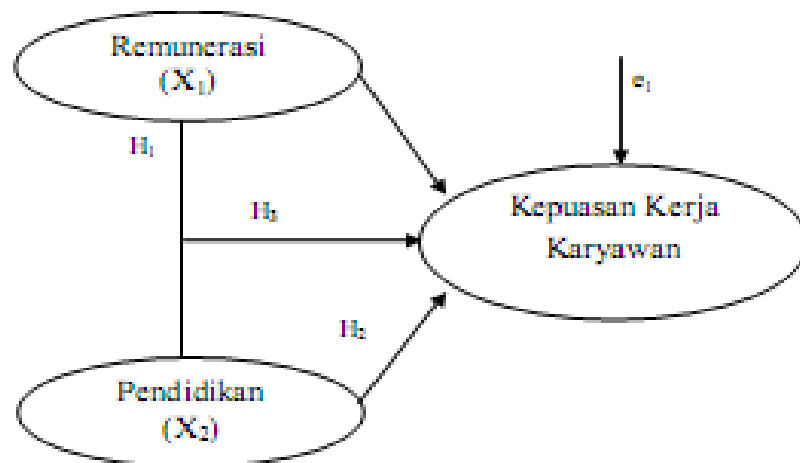 Remunerasi
(X₁)
e₁
H₁
Kepuasan Kerja
Karyawan
H₃
H₂
Pendidikan
(X₂)